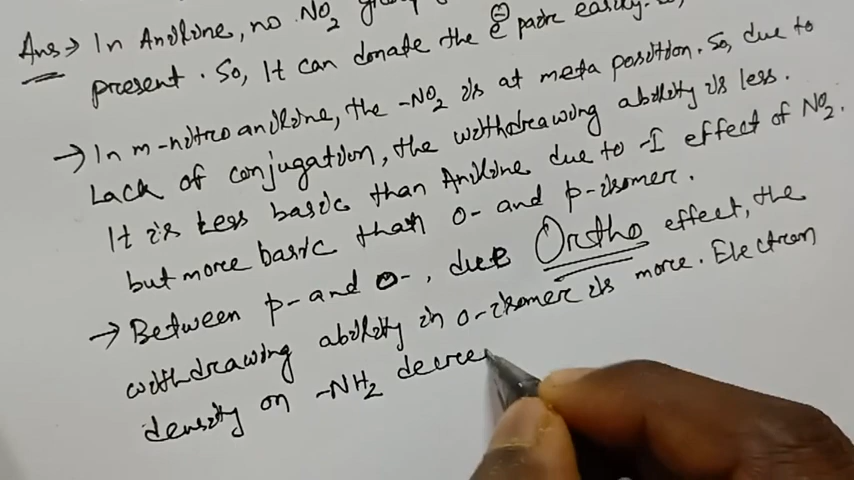 Ans → In Aniline, no NO2 group
present. So, It can donate the e⊖ pair easily.
→ In m-nitroaniline, the -NO2 is at meta position. So, due to
Lack of conjugation, the withdrawing ability is less.
It is Less basic than Aniline due to -I effect of NO2.
but more basic than o- and p-isomer.
→ Between p- and o-, due Ortho effect, the
withdrawing ability in o-isomer is more. Electron
density on -NH2 decrea